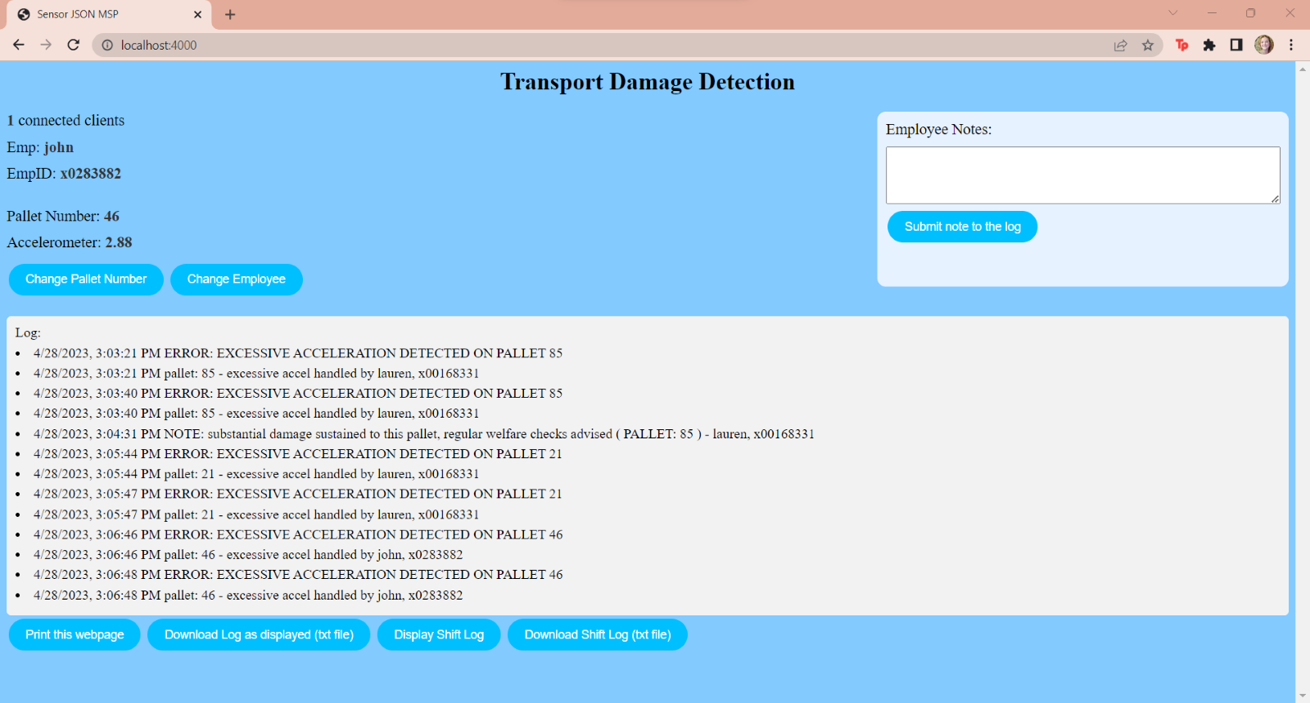 Sensor JSON MSP
localhost:4000
Tp
Transport Damage Detection
1 connected clients
Emp: john
EmpID: x0283882
Pallet Number: 46
Accelerometer: 2.88
Change Pallet Number
Change Employee
Employee Notes:
Submit note to the log
Log:
4/28/2023, 3:03:21 PM ERROR: EXCESSIVE ACCELERATION DETECTED ON PALLET 85
4/28/2023, 3:03:21 PM pallet: 85 - excessive accel handled by lauren, x00168331
4/28/2023, 3:03:40 PM ERROR: EXCESSIVE ACCELERATION DETECTED ON PALLET 85
4/28/2023, 3:03:40 PM pallet: 85 - excessive accel handled by lauren, x00168331
4/28/2023, 3:04:31 PM NOTE: substantial damage sustained to this pallet, regular welfare checks advised ( PALLET: 85 ) - lauren, x00168331
4/28/2023, 3:05:44 PM ERROR: EXCESSIVE ACCELERATION DETECTED ON PALLET 21
4/28/2023, 3:05:44 PM pallet: 21 - excessive accel handled by lauren, x00168331
4/28/2023, 3:05:47 PM ERROR: EXCESSIVE ACCELERATION DETECTED ON PALLET 21
4/28/2023, 3:05:47 PM pallet: 21 - excessive accel handled by lauren, x00168331
4/28/2023, 3:06:46 PM ERROR: EXCESSIVE ACCELERATION DETECTED ON PALLET 46
4/28/2023, 3:06:46 PM pallet: 46 - excessive accel handled by john, x0283882
4/28/2023, 3:06:48 PM ERROR: EXCESSIVE ACCELERATION DETECTED ON PALLET 46
4/28/2023, 3:06:48 PM pallet: 46 - excessive accel handled by john, x0283882
Print this webpage
Download Log as displayed (txt file)
Display Shift Log
Download Shift Log (txt file)